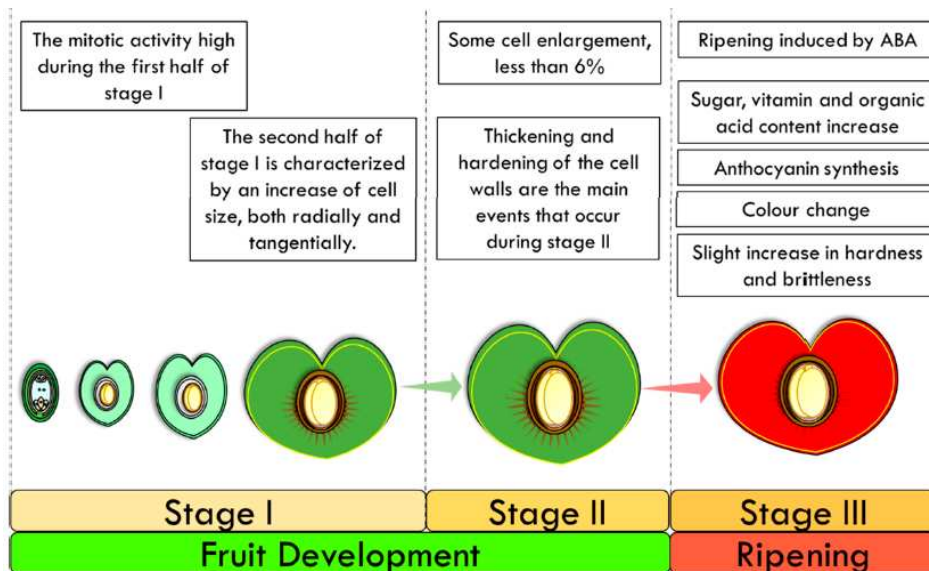 The mitotic activity high
during the first half of
stage I
The second half of
stage I is characterized
by an increase of cell
size, both radially and
tangentially.
Some cell enlargement,
less than 6%
Thickening and
hardening of the cell
walls are the main
events that occur
during stage II
Ripening induced by ABA
Sugar, vitamin and organic
acid content increase
Anthocyanin synthesis
Colour change
Slight increase in hardness
and brittleness
Stage I
Stage II
Stage III
Fruit Development
Ripening